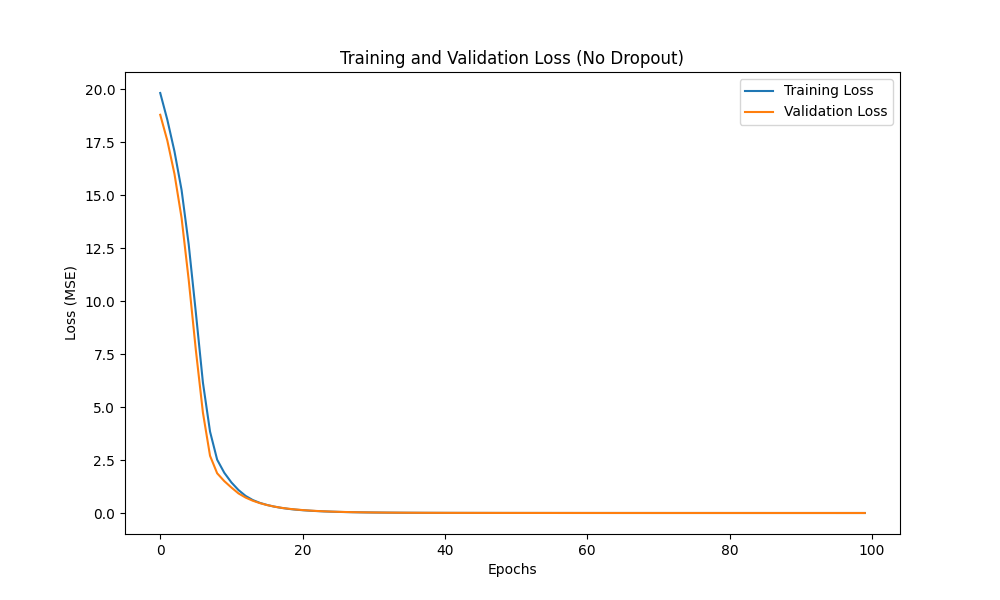 Training and Validation Loss (No Dropout)
Training Loss
Validation Loss
20.0
17.5
15.0
12.5
10.0
7.5
5.0
2.5
0.0
Loss (MSE)
0 20 40 60 80 100
Epochs